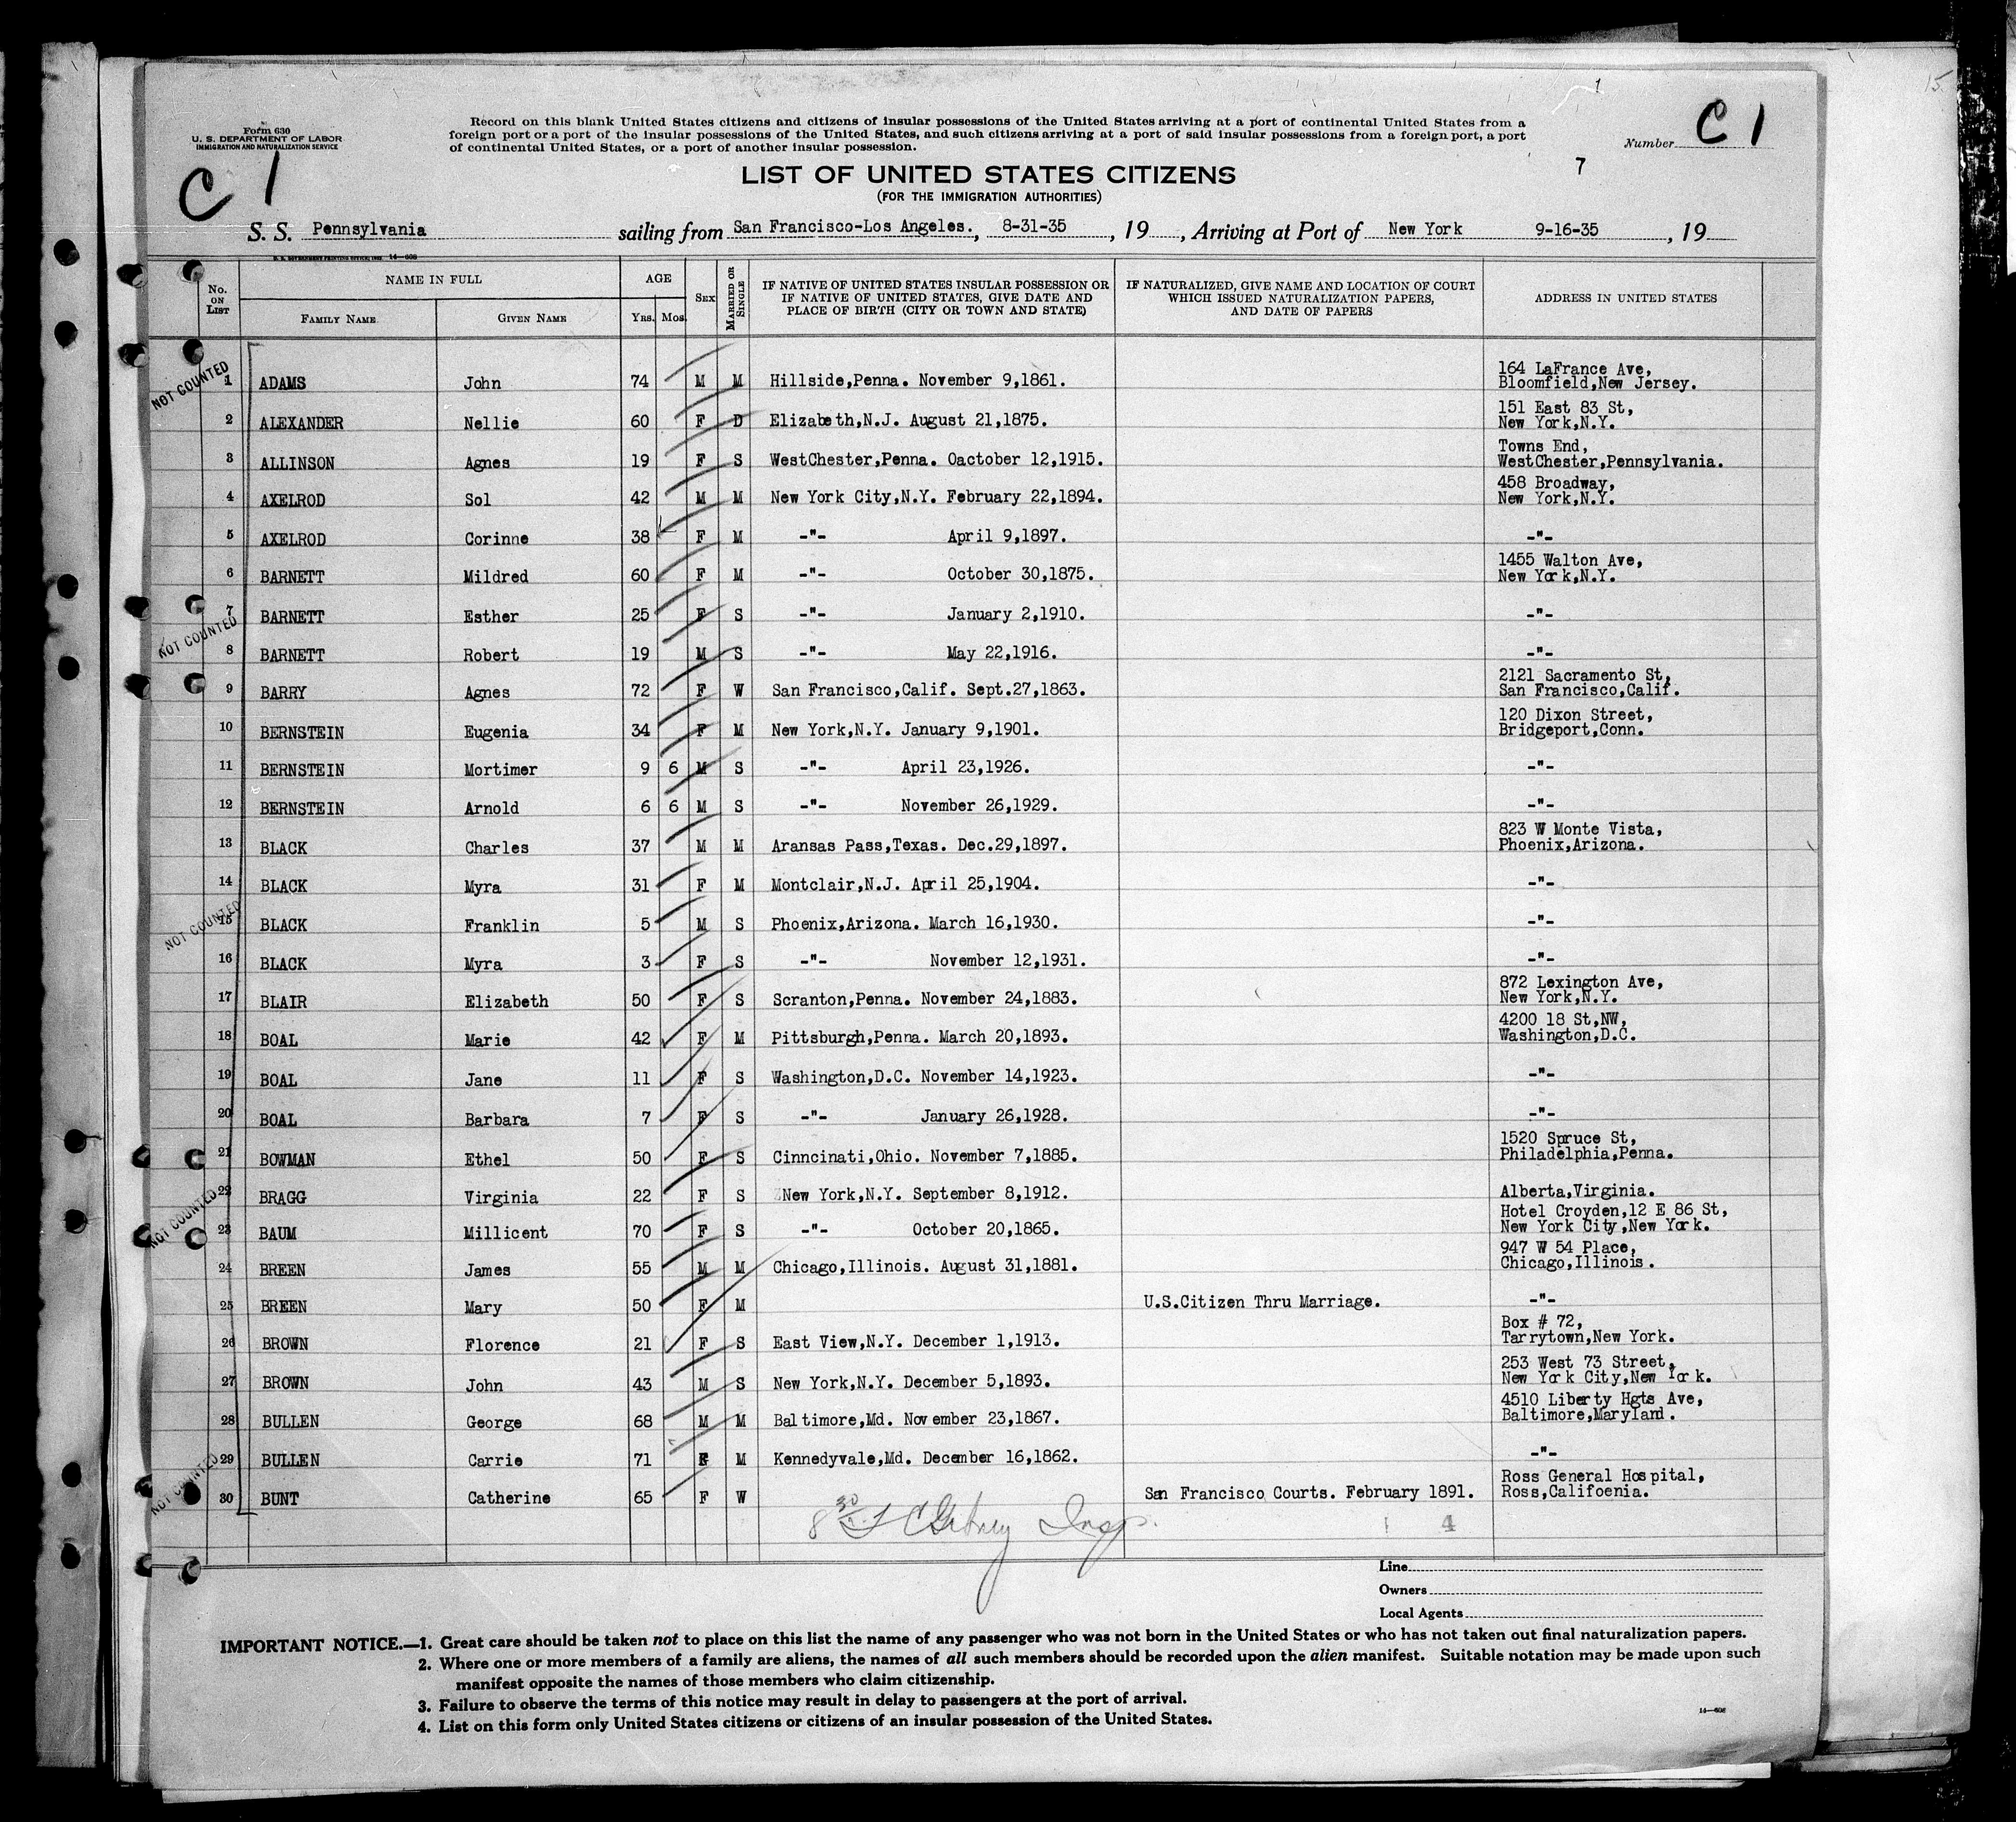 15.
1
Form 630
U. S. DEPARTMENT OF LABOR
IMMIGRATION AND NATURALIZATION SERVICE
Record on this blank United States citizens and citizens of insular possessions of the United States arriving at a port of continental United States from a
foreign port or a port of the insular possessions of the United States, and such citizens arriving at a port of said insular possessions from a foreign port, a port
of continental United States, or a port of another insular possession.
Number C 1
C 1
LIST OF UNITED STATES CITIZENS
7
(FOR THE IMMIGRATION AUTHORITIES)
S. S. Pennsylvania sailing from San Francisco-Los Angeles., 8-31-35, 19 , Arriving at Port of New York 9-16-35, 19
U. S. GOVERNMENT PRINTING OFFICE: 14—608
No. ON LIST NAME IN FULL AGE SEX MARRIED OR SINGLE IF NATIVE OF UNITED STATES INSULAR POSSESSION OR IF NATIVE OF UNITED STATES, GIVE DATE AND PLACE OF BIRTH (CITY OR TOWN AND STATE) IF NATURALIZED, GIVE NAME AND LOCATION OF COURT WHICH ISSUED NATURALIZATION PAPERS, AND DATE OF PAPERS ADDRESS IN UNITED STATES
FAMILY NAME GIVEN NAME YRS. MOS.
164 LaFrance Ave,
NOT COUNTED 1 ADAMS John 74 M M Hillside,Penna. November 9,1861. Bloomfield,New Jersey.
151 East 83 St,
2 ALEXANDER Nellie 60 F D Elizabeth,N.J. August 21,1875. New York,N.Y.
Towns End,
3 ALLINSON Agnes 19 F S WestChester,Penna. Oactober 12,1915. WestChester,Pennsylvania.
458 Broadway,
4 AXELROD Sol 42 M M New York City,N.Y. February 22,1894. New York,N.Y.
5 AXELROD Corinne 38 F M -"- April 9,1897. -"-
1455 Walton Ave,
6 BARNETT Mildred 60 F M -"- October 30,1875. New York,N.Y.
7 BARNETT Esther 25 F S -"- January 2,1910. -"-
NOT COUNTED
8 BARNETT Robert 19 M S -"- May 22,1916. -"-
2121 Sacramento St,
9 BARRY Agnes 72 F W San Francisco,Calif. Sept.27,1863. San Francisco,Calif.
120 Dixon Street,
10 BERNSTEIN Eugenia 34 F M New York,N.Y. January 9,1901. Bridgeport,Conn.
11 BERNSTEIN Mortimer 9 6 M S -"- April 23,1926. -"-
12 BERNSTEIN Arnold 6 6 M S -"- November 26,1929. -"-
823 W Monte Vista,
13 BLACK Charles 37 M M Aransas Pass,Texas. Dec.29,1897. Phoenix,Arizona.
14 BLACK Myra 31 F M Montclair,N.J. April 25,1904. -"-
NOT COUNTED 15 BLACK Franklin 5 M S Phoenix,Arizona. March 16,1930. -"-
16 BLACK Myra 3 F S -"- November 12,1931. -"-
872 Lexington Ave,
17 BLAIR Elizabeth 50 F S Scranton,Penna. November 24,1883. New York,N.Y.
4200 18 St,NW,
18 BOAL Marie 42 F M Pittsburgh,Penna. March 20,1893. Washington,D.C.
19 BOAL Jane 11 F S Washington,D.C. November 14,1923. -"-
20 BOAL Barbara 7 F S -"- January 26,1928. -"-
1520 Spruce St,
21 BOWMAN Ethel 50 F S Cinncinati,Ohio. November 7,1885. Philadelphia,Penna.
22 BRAGG Virginia 22 F S New York,N.Y. September 8,1912. Alberta,Virginia.
NOT COUNTED
Hotel Croyden,12 E 86 St,
23 BAUM Millicent 70 F S -"- October 20,1865. New York City,New York.
947 W 54 Place,
24 BREEN James 55 M M Chicago,Illinois. August 31,1881. Chicago,Illinois.
25 BREEN Mary 50 F M U.S.Citizen Thru Marriage. -"-
Box # 72,
26 BROWN Florence 21 F S East View,N.Y. December 1,1913. Tarrytown,New York.
253 West 73 Street,
27 BROWN John 43 M S New York,N.Y. December 5,1893. New York City,New York.
4510 Liberty Hgts Ave,
28 BULLEN George 68 M M Baltimore,Md. November 23,1867. Baltimore,Maryland.
29 BULLEN Carrie 71 F M Kennedyvale,Md. December 16,1862. -"-
NOT COUNTED
Ross General Hospital,
30 BUNT Catherine 65 F W San Francisco Courts. February 1891. Ross,Califoenia.
8 30 Insp. 4
Line
Owners
Local Agents
IMPORTANT NOTICE.—1. Great care should be taken not to place on this list the name of any passenger who was not born in the United States or who has not taken out final naturalization papers.
2. Where one or more members of a family are aliens, the names of all such members should be recorded upon the alien manifest. Suitable notation may be made upon such
manifest opposite the names of those members who claim citizenship.
3. Failure to observe the terms of this notice may result in delay to passengers at the port of arrival.
4. List on this form only United States citizens or citizens of an insular possession of the United States.
14—608